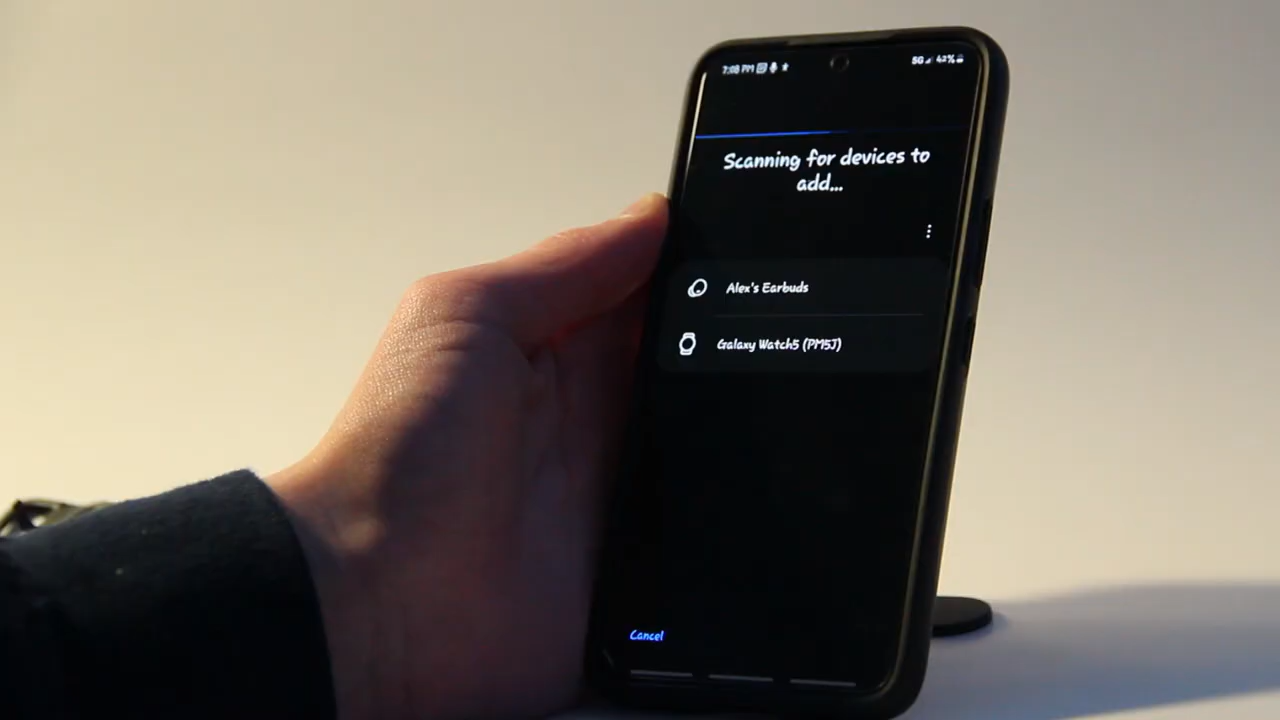 7:08 PM
5G 42%
Scanning for devices to
add...
Alex's Earbuds
Galaxy Watch5 (PM5J)
Cancel